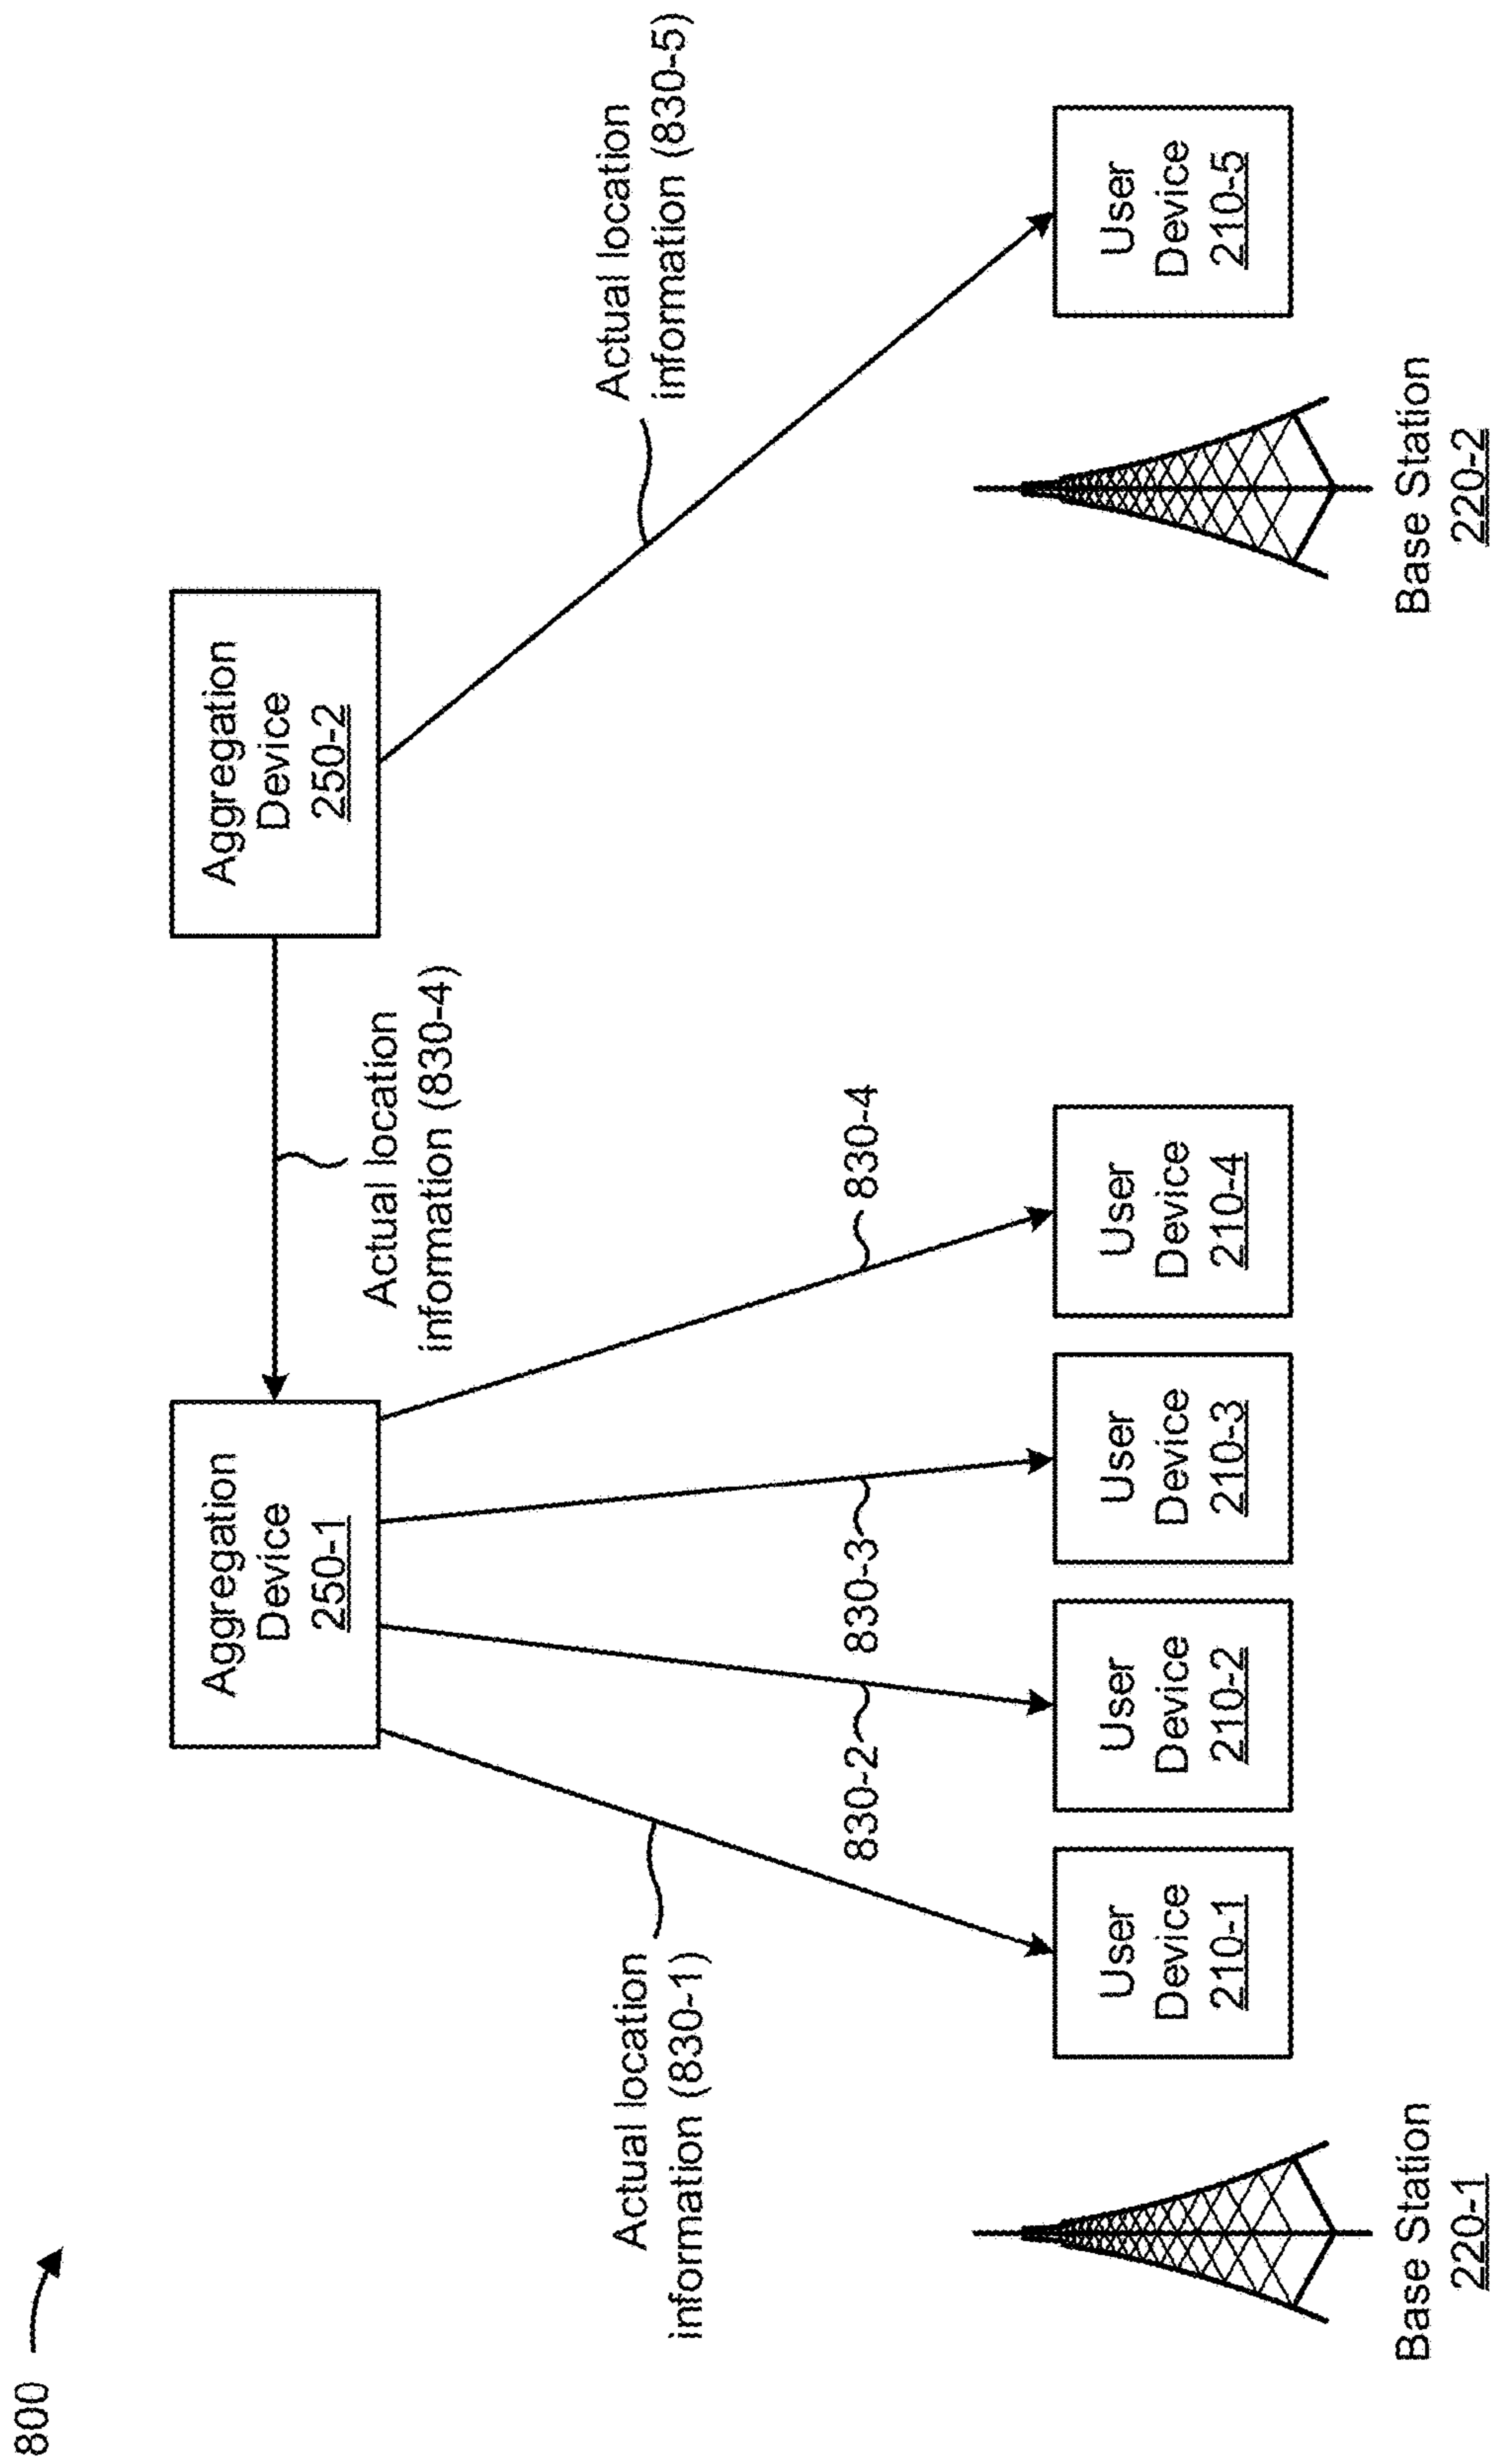 800
Aggregation
Device
250-1
Aggregation
Device
250-2
Actual location
information (830-4)
Actual location
information (830-5)
Actual location
information (830-1)
830-2
830-3
830-4
User
Device
210-1
User
Device
210-2
User
Device
210-3
User
Device
210-4
User
Device
210-5
Base Station
220-1
Base Station
220-2